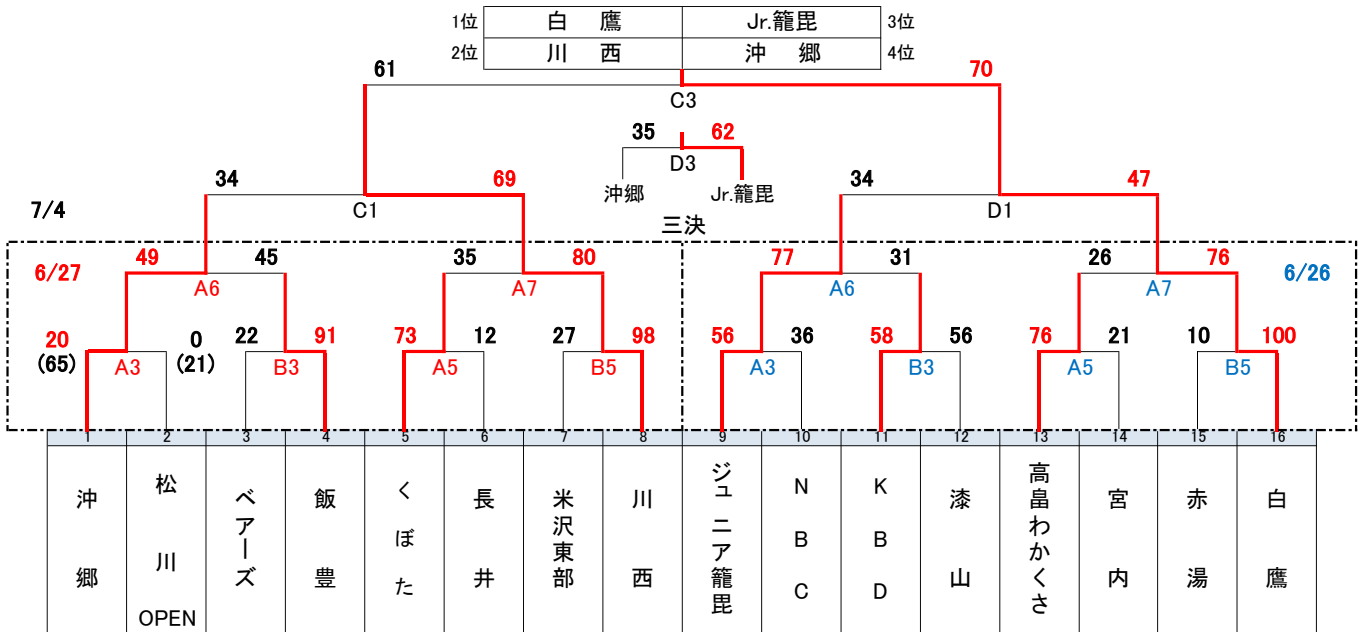 1位 白鷹 Jr.籠毘 3位
2位 川西 沖郷 4位
61 70
C3
35 62
D3
沖郷 Jr.籠毘
三決
34 69 34 47
7/4 C1 D1
6/27 49 45 35 80 77 31 26 76 6/26
A6 A7 A6 A7
20 0 22 91 73 12 27 98 56 36 58 56 76 21 10 100
(65) (21)
A3 B3 A5 B5 A3 B3 A5 B5
1 2 3 4 5 6 7 8 9 10 11 12 13 14 15 16
沖郷
松川 OPEN
ベアーズ
飯豊
くぼた
長井
米沢東部
川西
ジュニア籠毘
NBC
KBD
漆山
高畠わかくさ
宮内
赤湯
白鷹